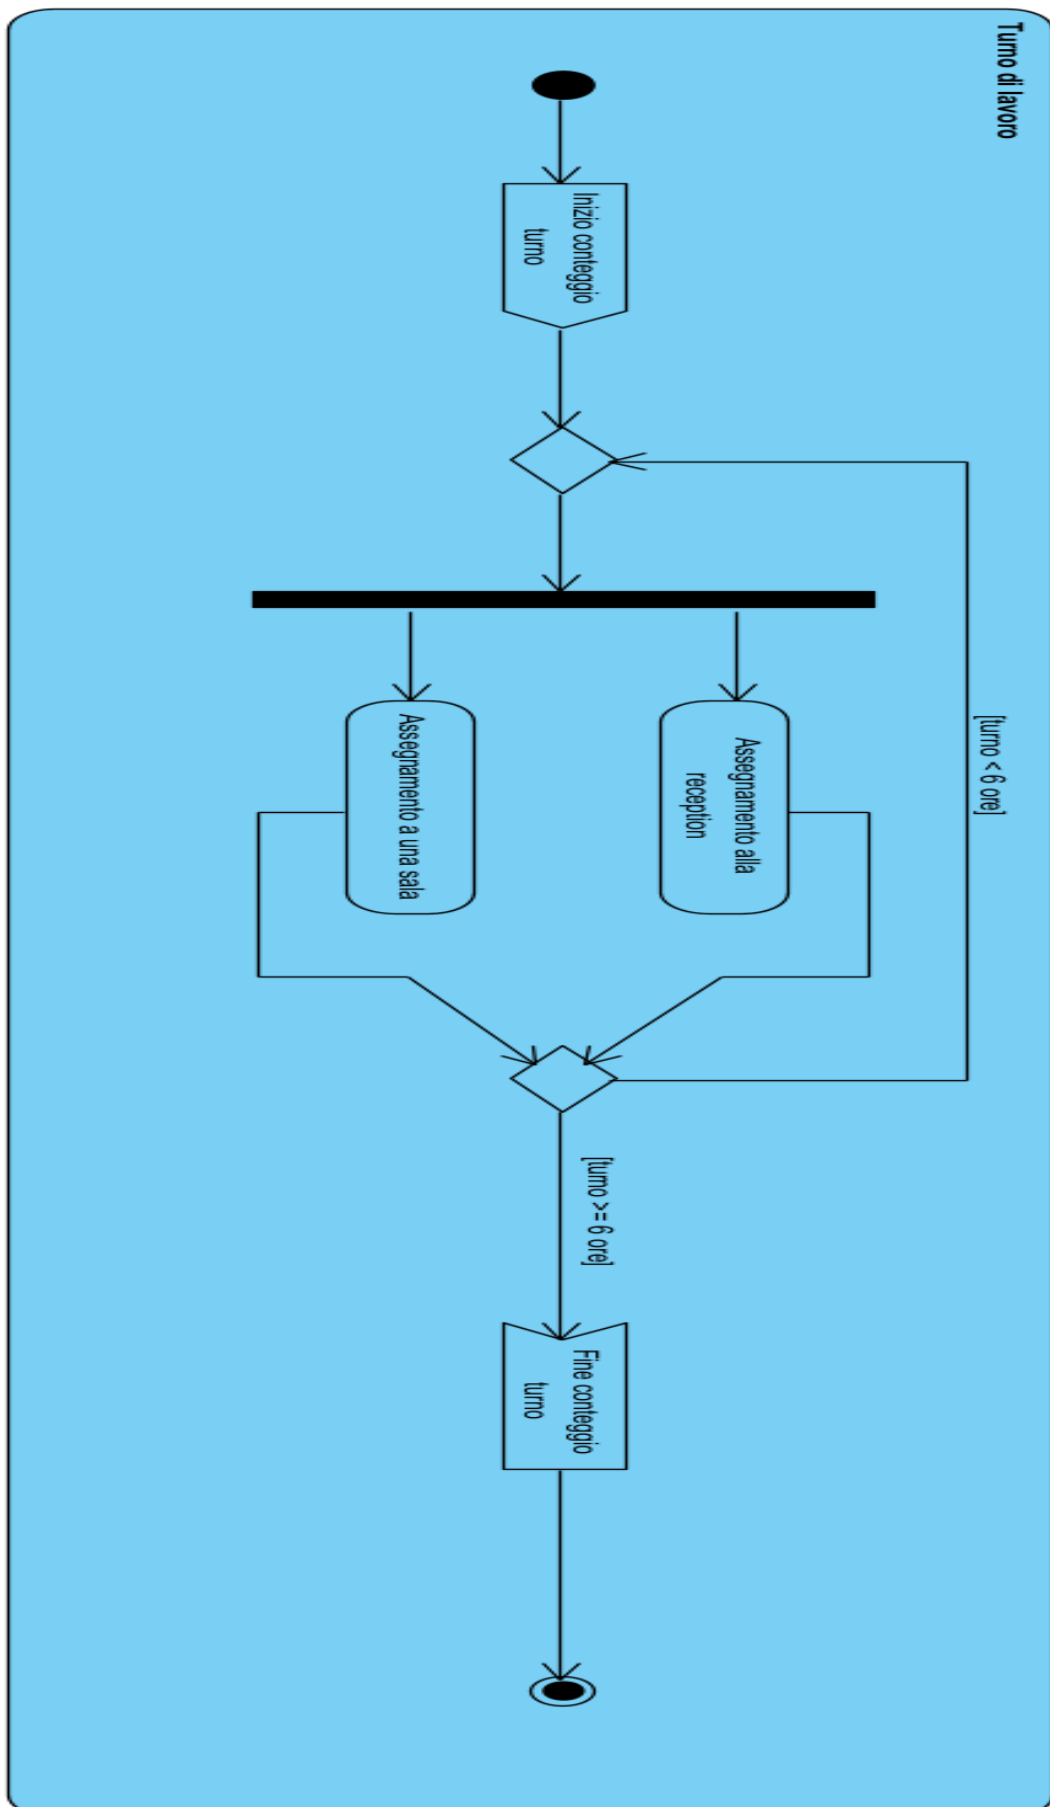 Turno di lavoro
Inizio conteggio
turno
[turno < 6 ore]
Assegnamento alla
reception
Assegnamento a una sala
[turno >= 6 ore]
Fine conteggio
turno